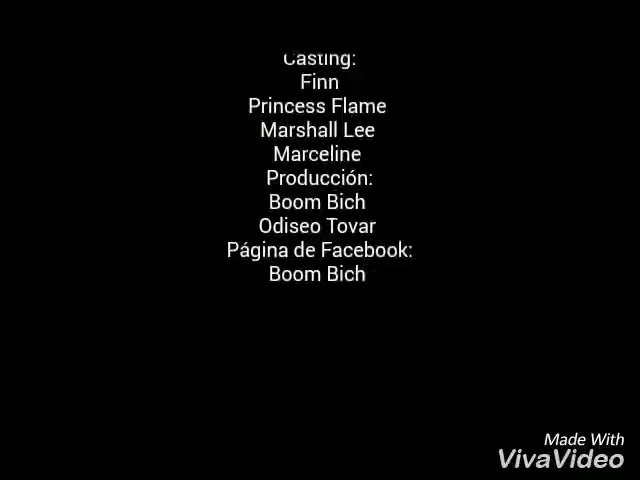 Casting:
Finn
Princess Flame
Marshall Lee
Marceline
Producción:
Boom Bich
Odiseo Tovar
Página de Facebook:
Boom Bich
Made With
VivaVideo